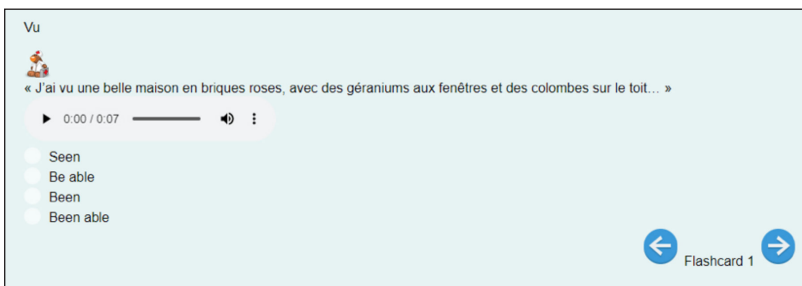 Vu
« J'ai vu une belle maison en briques roses, avec des géraniums aux fenêtres et des colombes sur le toit… »
0:00 / 0:07
Seen
Be able
Been
Been able
Flashcard 1